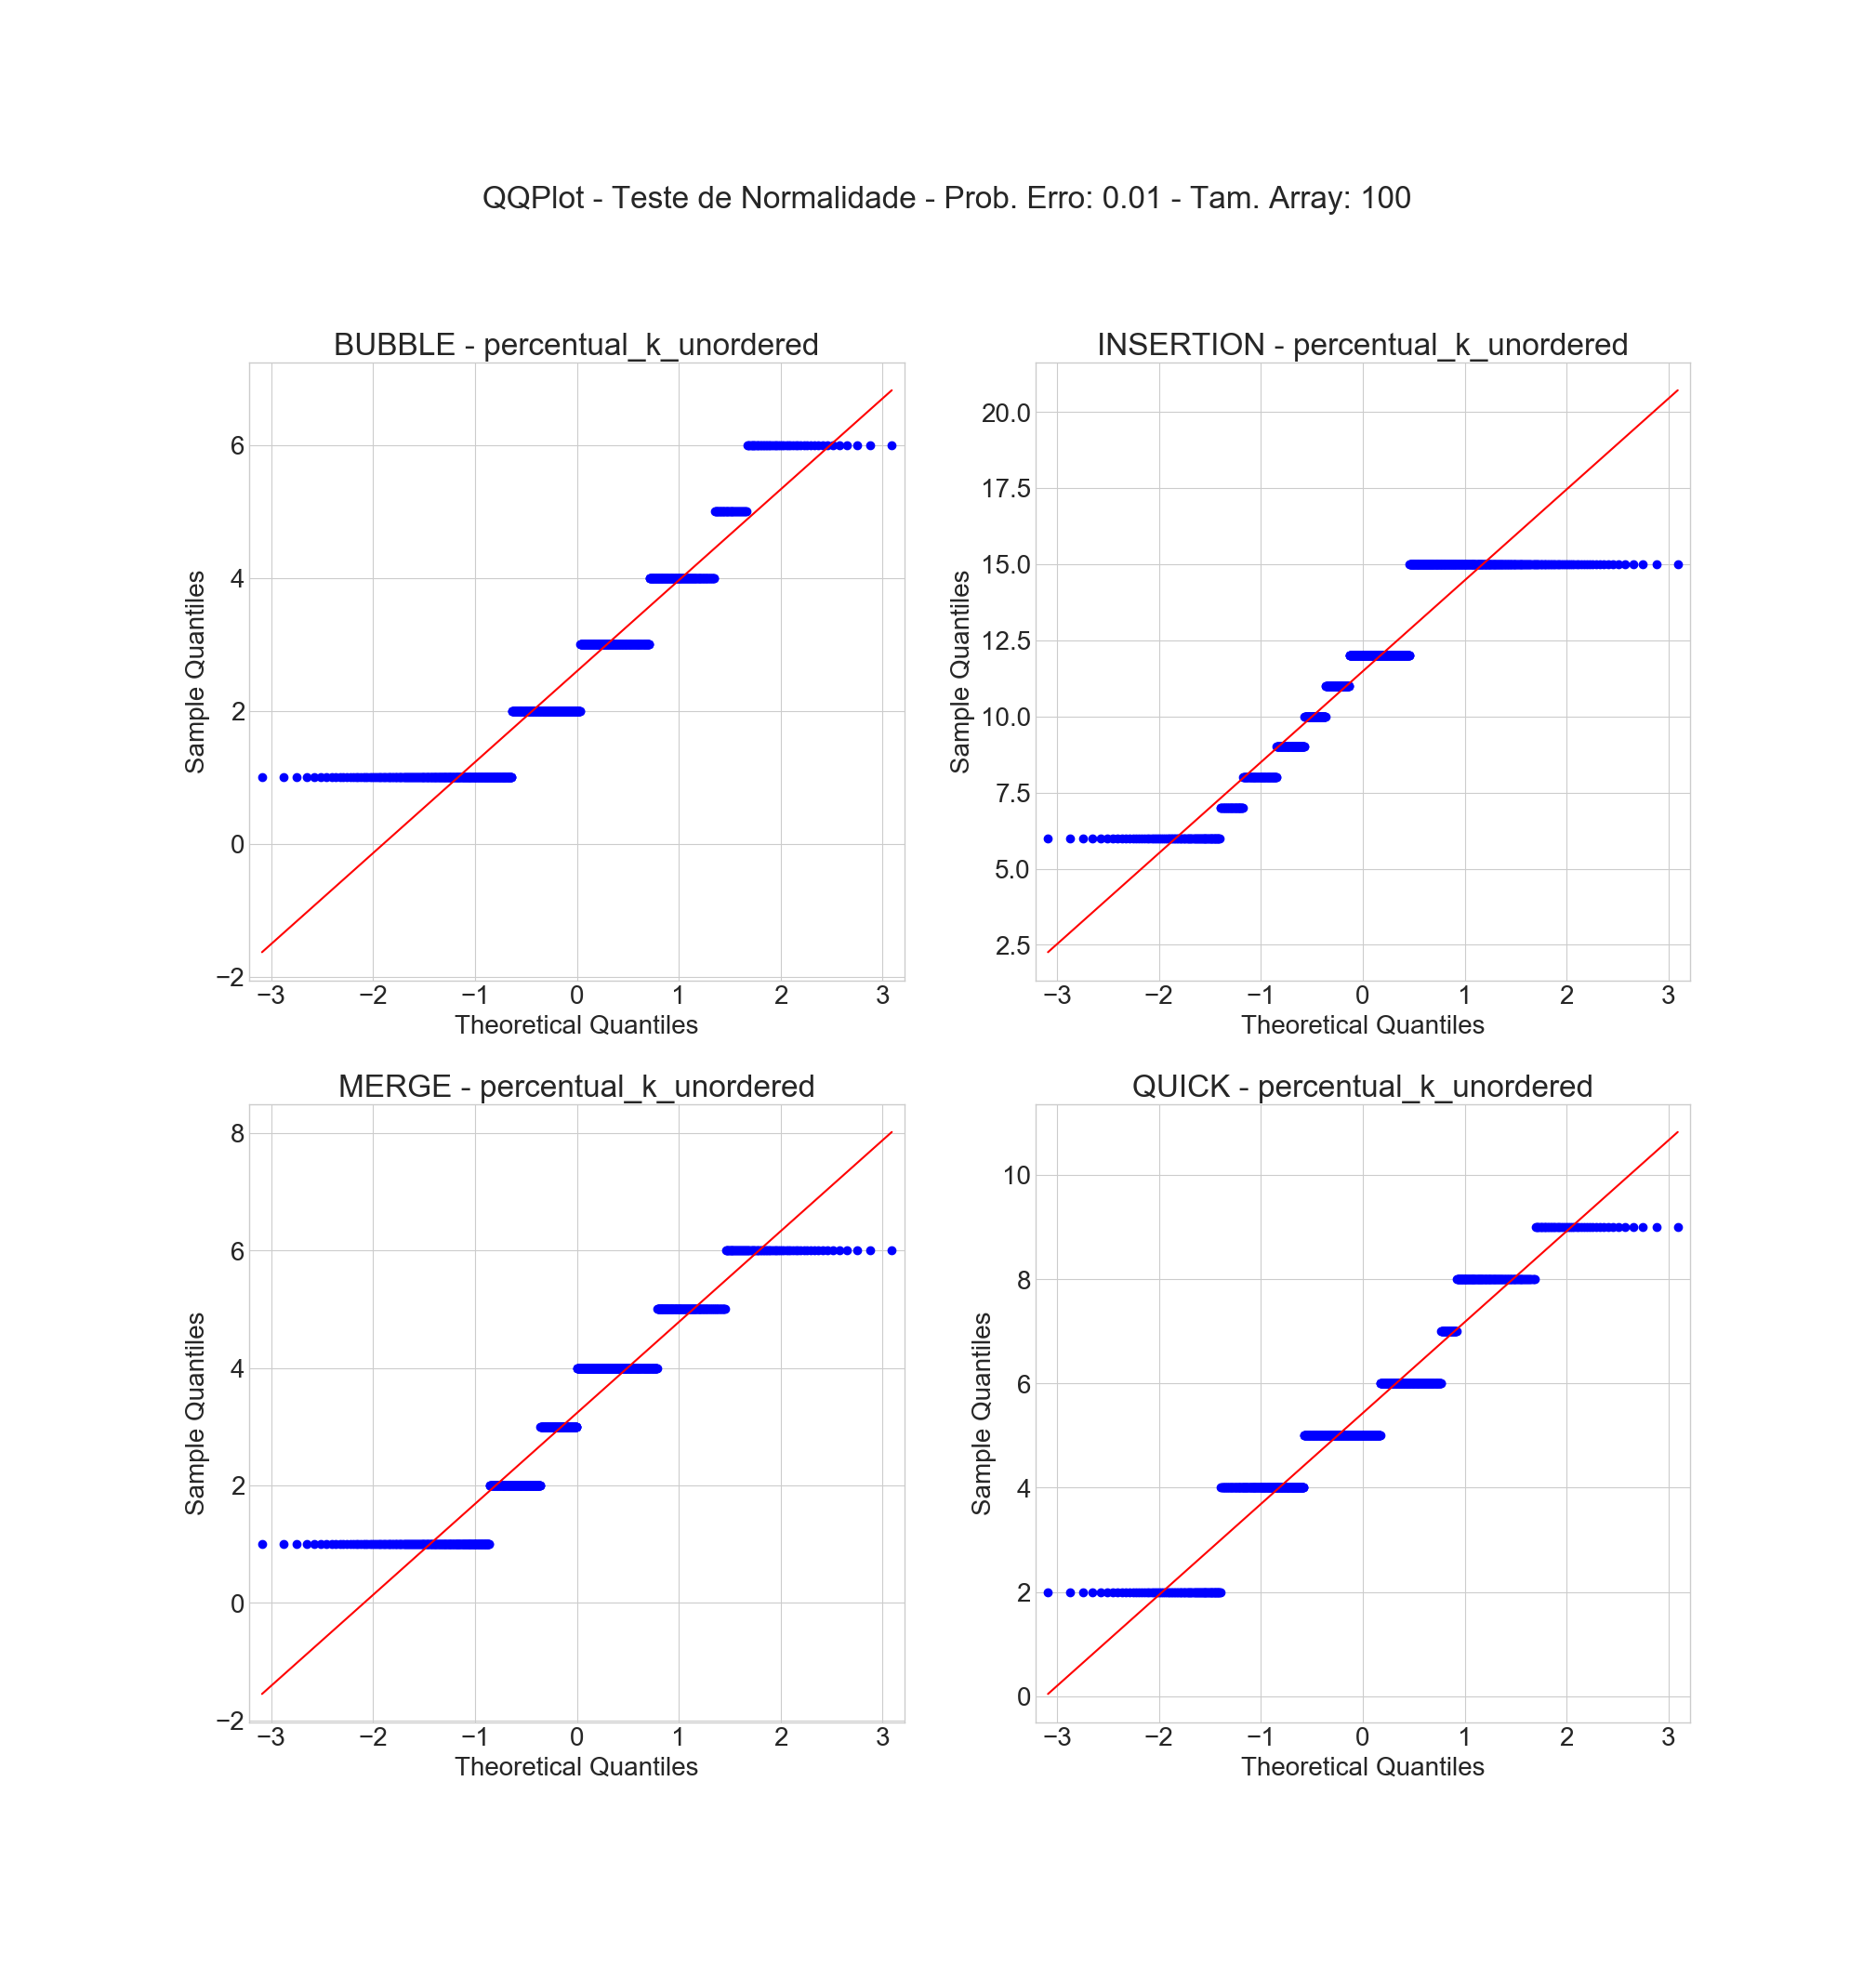 QQPlot - Teste de Normalidade - Prob. Erro: 0.01 - Tam. Array: 100
BUBBLE - percentual_k_unordered
6
4
2
0
−2
Sample Quantiles
−3 −2 −1 0 1 2 3
Theoretical Quantiles
INSERTION - percentual_k_unordered
20.0
17.5
15.0
12.5
10.0
7.5
5.0
2.5
Sample Quantiles
−3 −2 −1 0 1 2 3
Theoretical Quantiles
MERGE - percentual_k_unordered
8
6
4
2
0
−2
Sample Quantiles
−3 −2 −1 0 1 2 3
Theoretical Quantiles
QUICK - percentual_k_unordered
10
8
6
4
2
0
Sample Quantiles
−3 −2 −1 0 1 2 3
Theoretical Quantiles